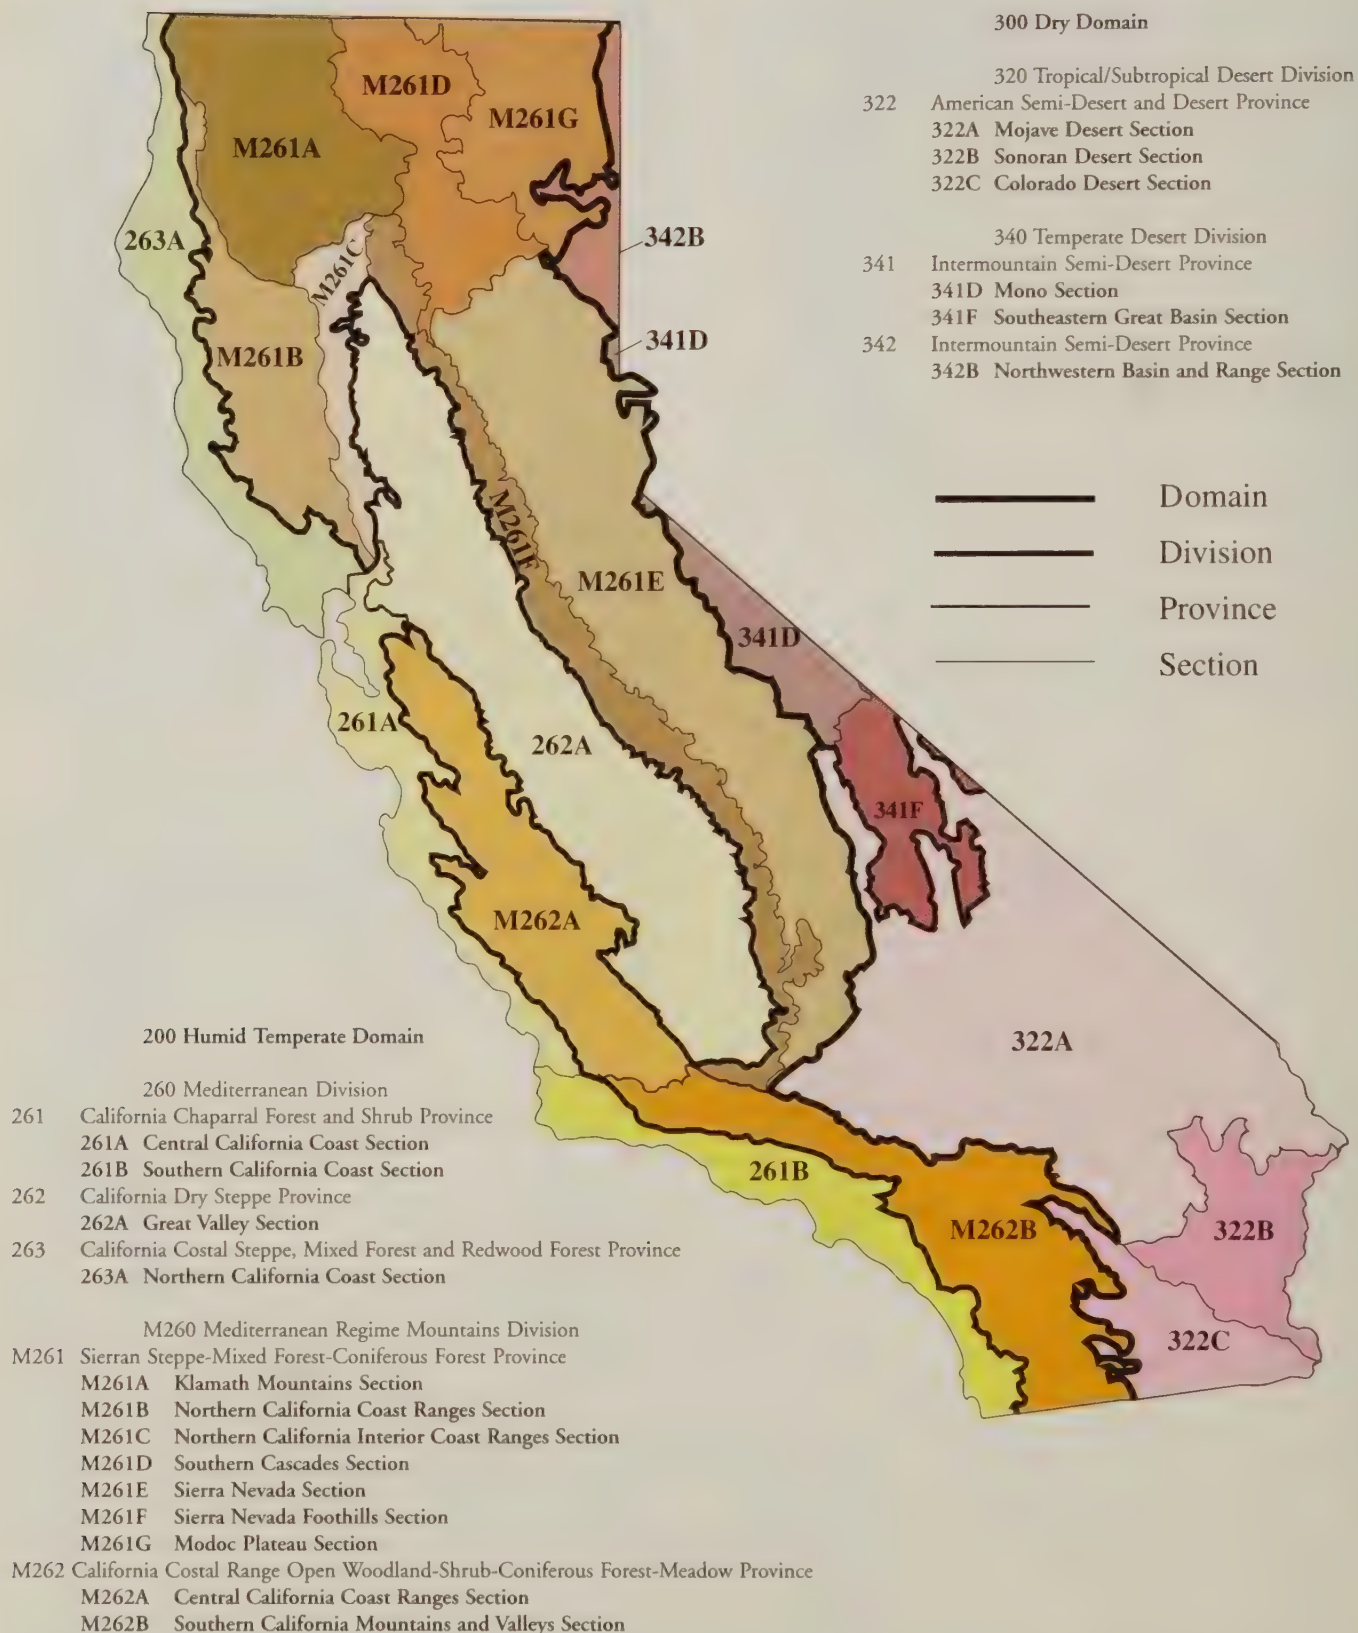 300 Dry Domain
320 Tropical/Subtropical Desert Division
322 American Semi-Desert and Desert Province
322A Mojave Desert Section
322B Sonoran Desert Section
322C Colorado Desert Section
340 Temperate Desert Division
341 Intermountain Semi-Desert Province
341D Mono Section
341F Southeastern Great Basin Section
342 Intermountain Semi-Desert Province
342B Northwestern Basin and Range Section
Domain
Division
Province
Section
M261D
M261G
M261A
263A
M261C
342B
341D
M261B
M261F
M261E
341D
261A
262A
341F
M262A
322A
261B
M262B
322B
322C
200 Humid Temperate Domain
260 Mediterranean Division
261 California Chaparral Forest and Shrub Province
261A Central California Coast Section
261B Southern California Coast Section
262 California Dry Steppe Province
262A Great Valley Section
263 California Costal Steppe, Mixed Forest and Redwood Forest Province
263A Northern California Coast Section
M260 Mediterranean Regime Mountains Division
M261 Sierran Steppe-Mixed Forest-Coniferous Forest Province
M261A Klamath Mountains Section
M261B Northern California Coast Ranges Section
M261C Northern California Interior Coast Ranges Section
M261D Southern Cascades Section
M261E Sierra Nevada Section
M261F Sierra Nevada Foothills Section
M261G Modoc Plateau Section
M262 California Costal Range Open Woodland-Shrub-Coniferous Forest-Meadow Province
M262A Central California Coast Ranges Section
M262B Southern California Mountains and Valleys Section